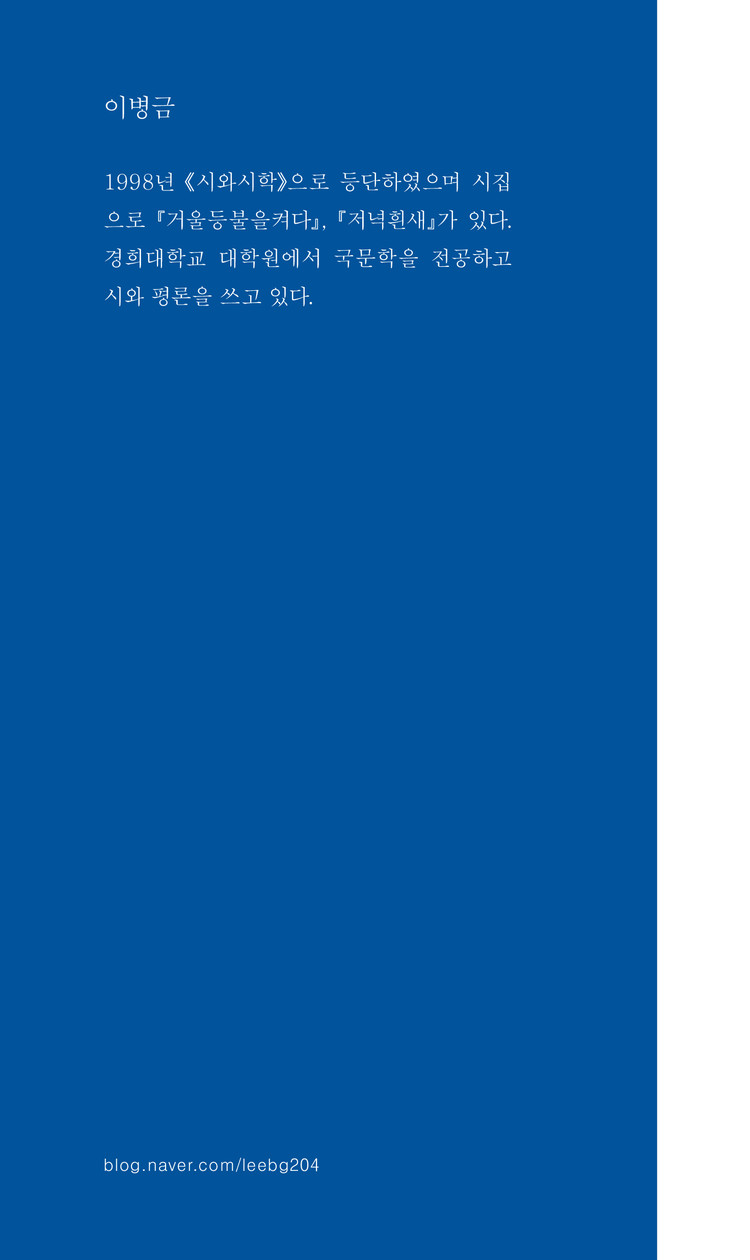 이병금
1998년 《시와시학》으로 등단하였으며 시집
으로 『거울등불을켜다』, 『저녁흰새』가 있다.
경희대학교 대학원에서 국문학을 전공하고
시와 평론을 쓰고 있다.
blog.naver.com/leebg204